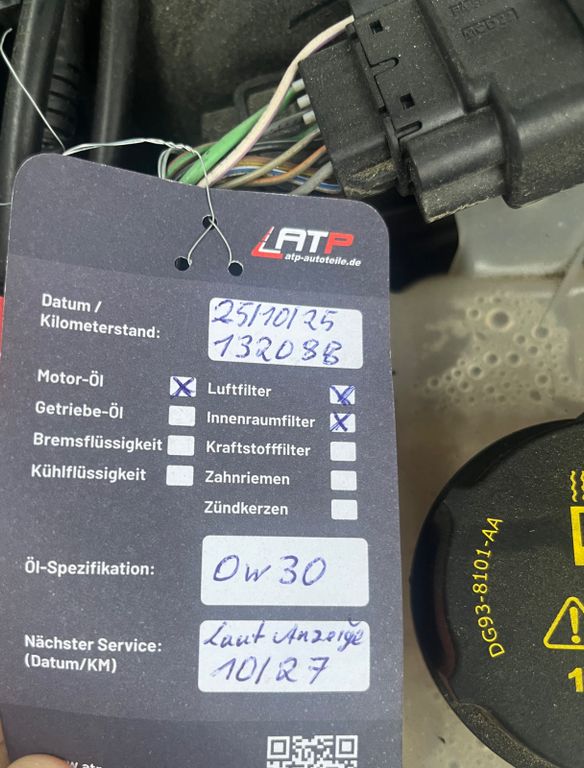 ATP
atp-autoteile.de
Datum / Kilometerstand:
25/10/25
132088
Motor-Öl
Luftfilter
Getriebe-Öl
Innenraumfilter
Bremsflüssigkeit
Kraftstofffilter
Kühlflüssigkeit
Zahnriemen
Zündkerzen
Öl-Spezifikation:
0w30
Nächster Service:
(Datum/KM)
Laut Anzeige
10/27
DG93-8101-AA